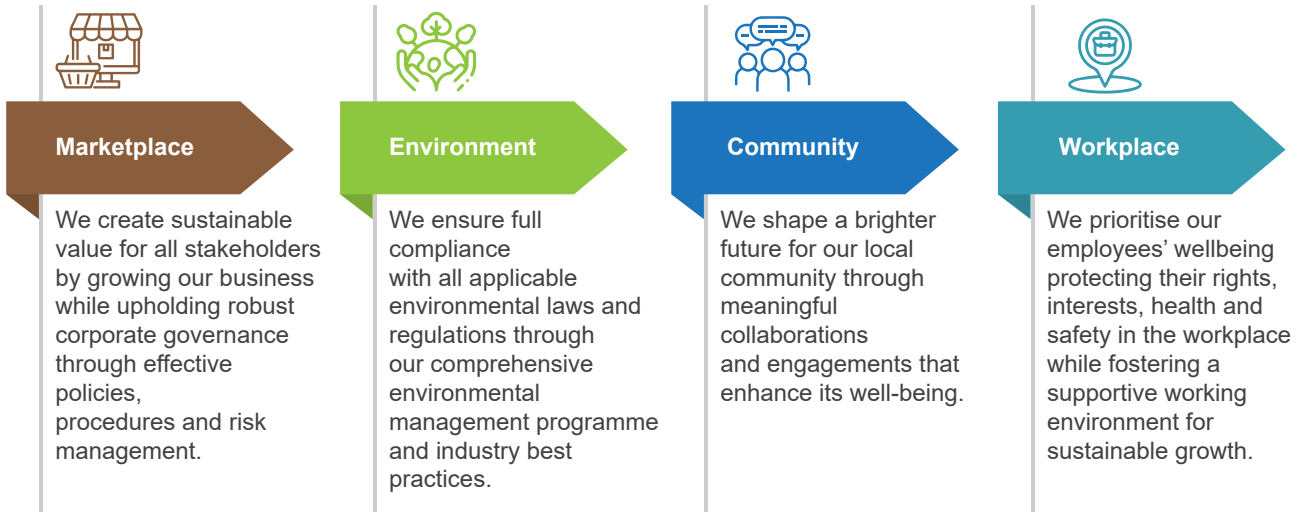 Marketplace
We create sustainable
value for all stakeholders
by growing our business
while upholding robust
corporate governance
through effective
policies,
procedures and risk
management.
Environment
We ensure full
compliance
with all applicable
environmental laws and
regulations through
our comprehensive
environmental
management programme
and industry best
practices.
Community
We shape a brighter
future for our local
community through
meaningful
collaborations
and engagements that
enhance its well-being.
Workplace
We prioritise our
employees’ wellbeing
protecting their rights,
interests, health and
safety in the workplace
while fostering a
supportive working
environment for
sustainable growth.